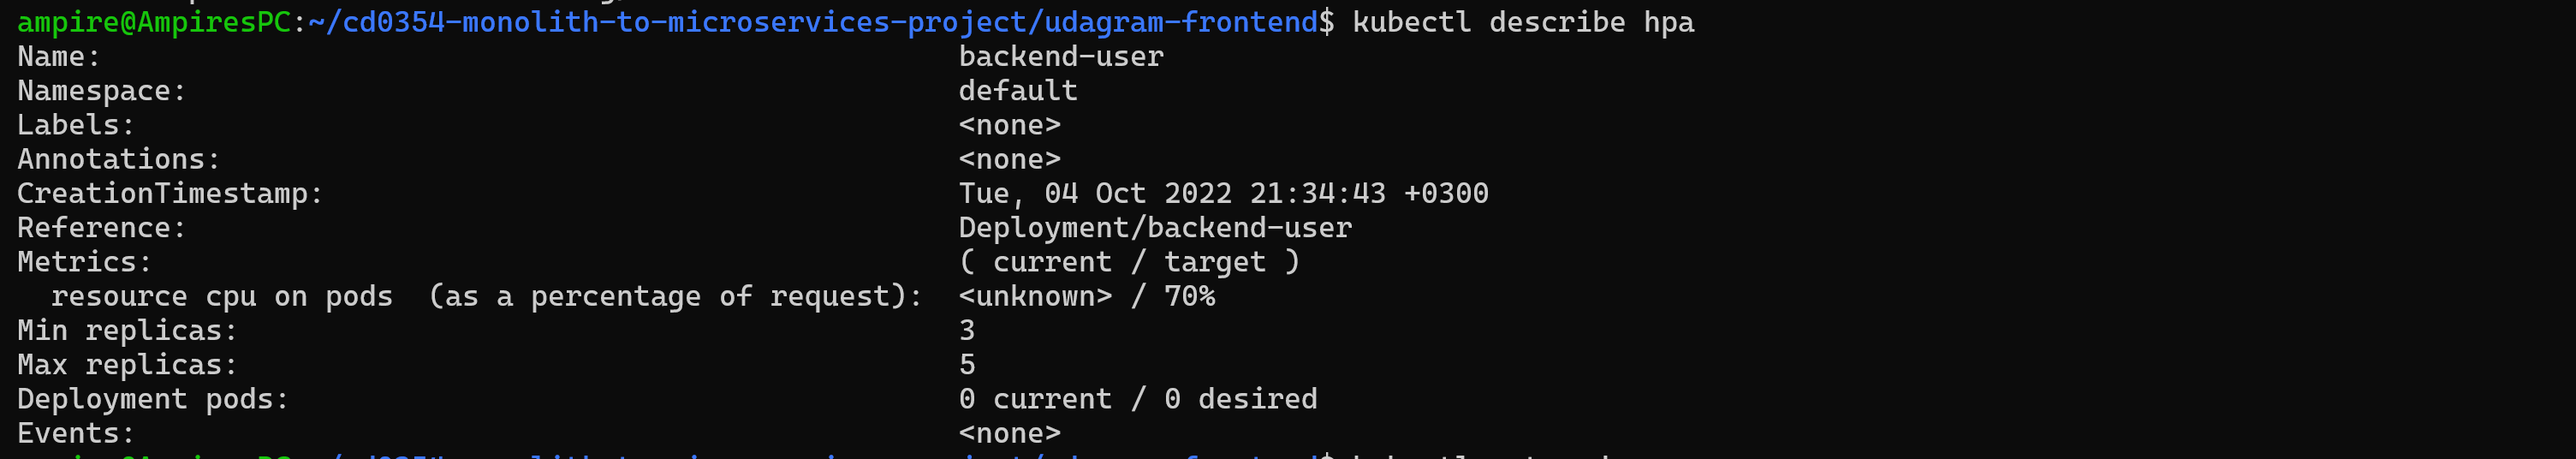 ampire@AmpiresPC:~/cd0354-monolith-to-microservices-project/udagram-frontend$ kubectl describe hpa
Name: backend-user
Namespace: default
Labels: <none>
Annotations: <none>
CreationTimestamp: Tue, 04 Oct 2022 21:34:43 +0300
Reference: Deployment/backend-user
Metrics: ( current / target )
  resource cpu on pods  (as a percentage of request): <unknown> / 70%
Min replicas: 3
Max replicas: 5
Deployment pods: 0 current / 0 desired
Events: <none>